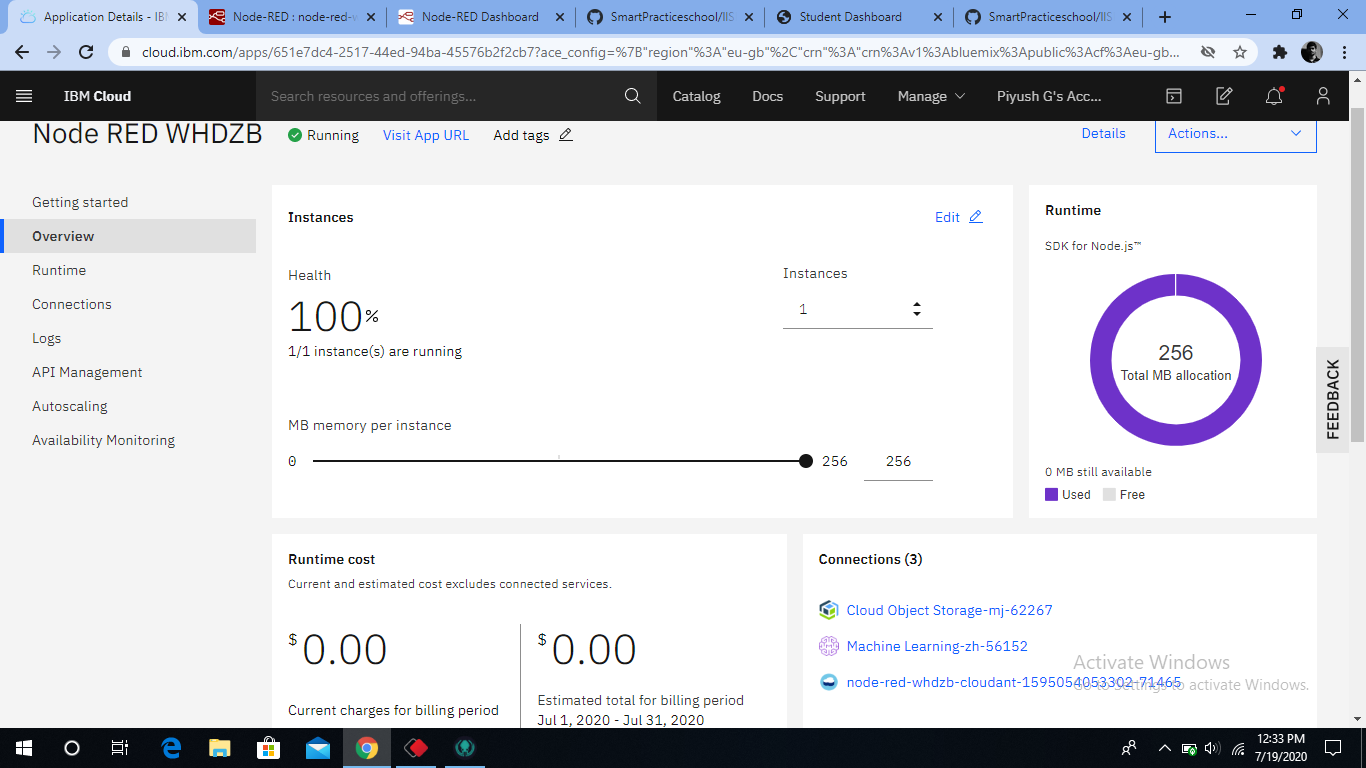 Application Details - IB
Node-RED : node-red-w
Node-RED Dashboard
SmartPracticeschool/IIS
Student Dashboard
SmartPracticeschool/IIS
cloud.ibm.com/apps/651e7dc4-2517-44ed-94ba-45576b2f2cb7?ace_config=%7B"region"%3A"eu-gb"%2C"crn"%3A"crn%3Av1%3Abluemix%3Apublic%3Acf%3Aeu-gb...
IBM Cloud
Search resources and offerings...
Catalog
Docs
Support
Manage
Piyush G's Acc...
Node RED WHDZB
Running
Visit App URL
Add tags
Details
Actions...
Getting started
Overview
Runtime
Connections
Logs
API Management
Autoscaling
Availability Monitoring
Instances
Edit
Health
100%
1/1 instance(s) are running
Instances
1
MB memory per instance
0
256
256
Runtime
SDK for Node.js™
256
Total MB allocation
0 MB still available
Used
Free
FEEDBACK
Runtime cost
Current and estimated cost excludes connected services.
$0.00
Current charges for billing period
$0.00
Estimated total for billing period
Jul 1, 2020 - Jul 31, 2020
Connections (3)
Cloud Object Storage-mj-62267
Machine Learning-zh-56152
node-red-whdzb-cloudant-1595054053302-71465
Activate Windows
Go to Settings to activate Windows.
12:33 PM
7/19/2020